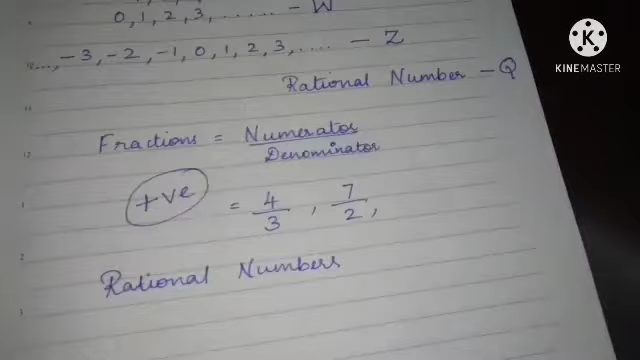 0, 1, 2, 3, ...... - W
...., -3, -2, -1, 0, 1, 2, 3, .... - Z
Rational Number - Q
Fractions = Numerator
Denominator
+ve = 4/3, 7/2,
Rational Numbers
K
KINEMASTER